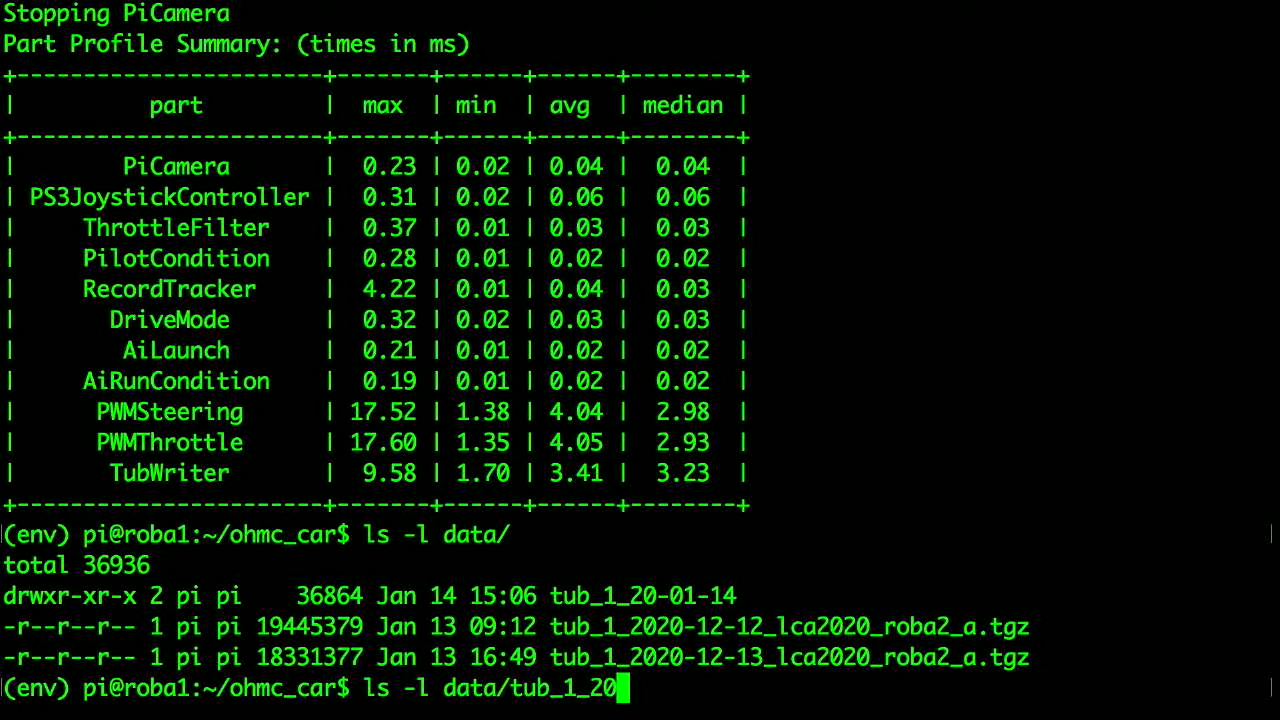 Stopping PiCamera
Part Profile Summary: (times in ms)
+-----------------------+-------+------+------+--------+
|          part         |  max  | min  | avg  | median |
+-----------------------+-------+------+------+--------+
|        PiCamera       |  0.23 | 0.02 | 0.04 |  0.04  |
| PS3JoystickController |  0.31 | 0.02 | 0.06 |  0.06  |
|     ThrottleFilter    |  0.37 | 0.01 | 0.03 |  0.03  |
|     PilotCondition    |  0.28 | 0.01 | 0.02 |  0.02  |
|     RecordTracker     |  4.22 | 0.01 | 0.04 |  0.03  |
|       DriveMode       |  0.32 | 0.02 | 0.03 |  0.03  |
|        AiLaunch       |  0.21 | 0.01 | 0.02 |  0.02  |
|     AiRunCondition    |  0.19 | 0.01 | 0.02 |  0.02  |
|      PWMSteering      | 17.52 | 1.38 | 4.04 |  2.98  |
|      PWMThrottle      | 17.60 | 1.35 | 4.05 |  2.93  |
|       TubWriter       |  9.58 | 1.70 | 3.41 |  3.23  |
+-----------------------+-------+------+------+--------+
(env) pi@roba1:~/ohmc_car$ ls -l data/
total 36936
drwxr-xr-x 2 pi pi    36864 Jan 14 15:06 tub_1_20-01-14
-r--r--r-- 1 pi pi 19445379 Jan 13 09:12 tub_1_2020-12-12_lca2020_roba2_a.tgz
-r--r--r-- 1 pi pi 18331377 Jan 13 16:49 tub_1_2020-12-13_lca2020_roba2_a.tgz
(env) pi@roba1:~/ohmc_car$ ls -l data/tub_1_20